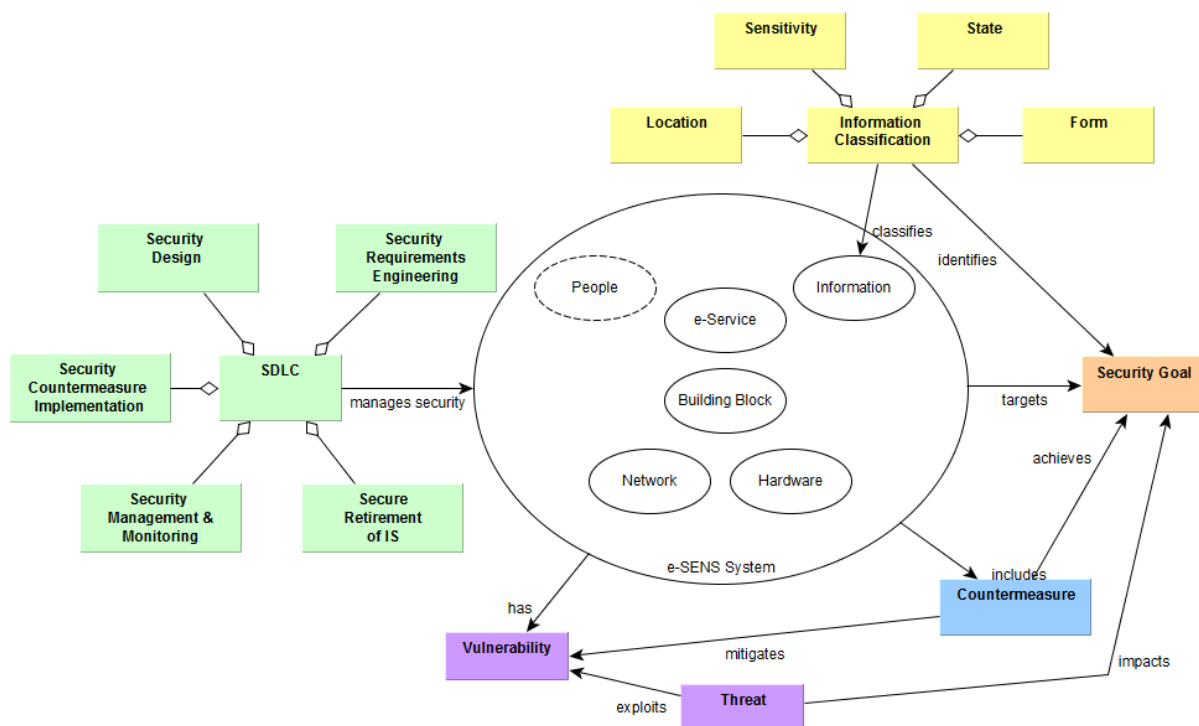 Sensitivity
State
Location
Information
Classification
Form
Security
Design
Security
Requirements
Engineering
classifies
identifies
People
Information
e-Service
Security
Countermeasure
Implementation
SDLC
manages security
Building Block
targets
Security Goal
achieves
Network
Hardware
Security
Management &
Monitoring
Secure
Retirement
of IS
e-SENS System
includes
Countermeasure
has
Vulnerability
mitigates
impacts
exploits
Threat